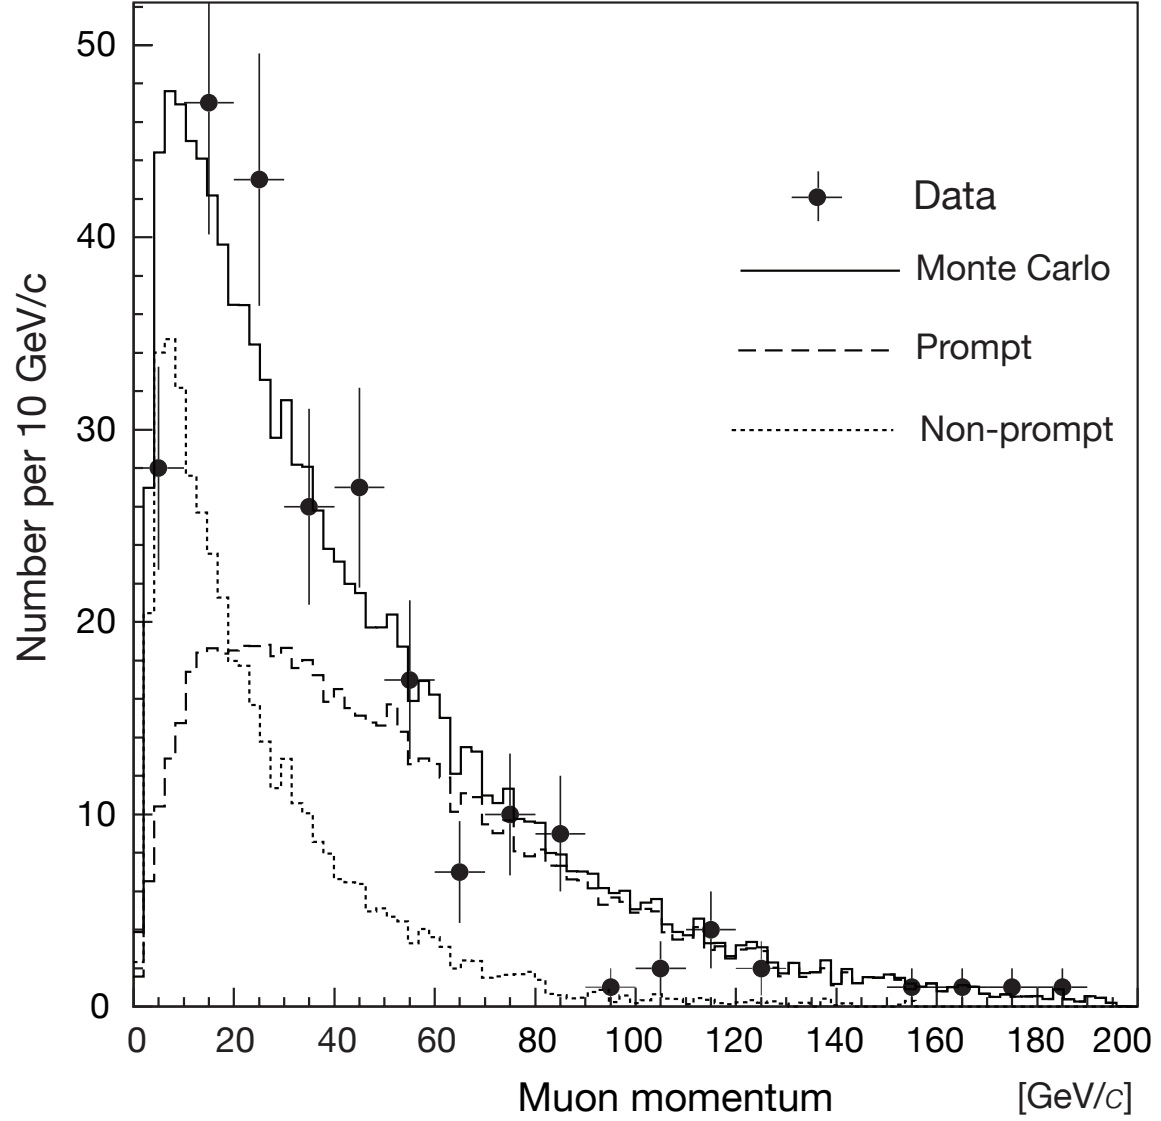 Number per 10 GeV/c
50
40
30
20
10
0
Data
Monte Carlo
Prompt
Non-prompt
0 20 40 60 80 100 120 140 160 180 200
Muon momentum [GeV/c]